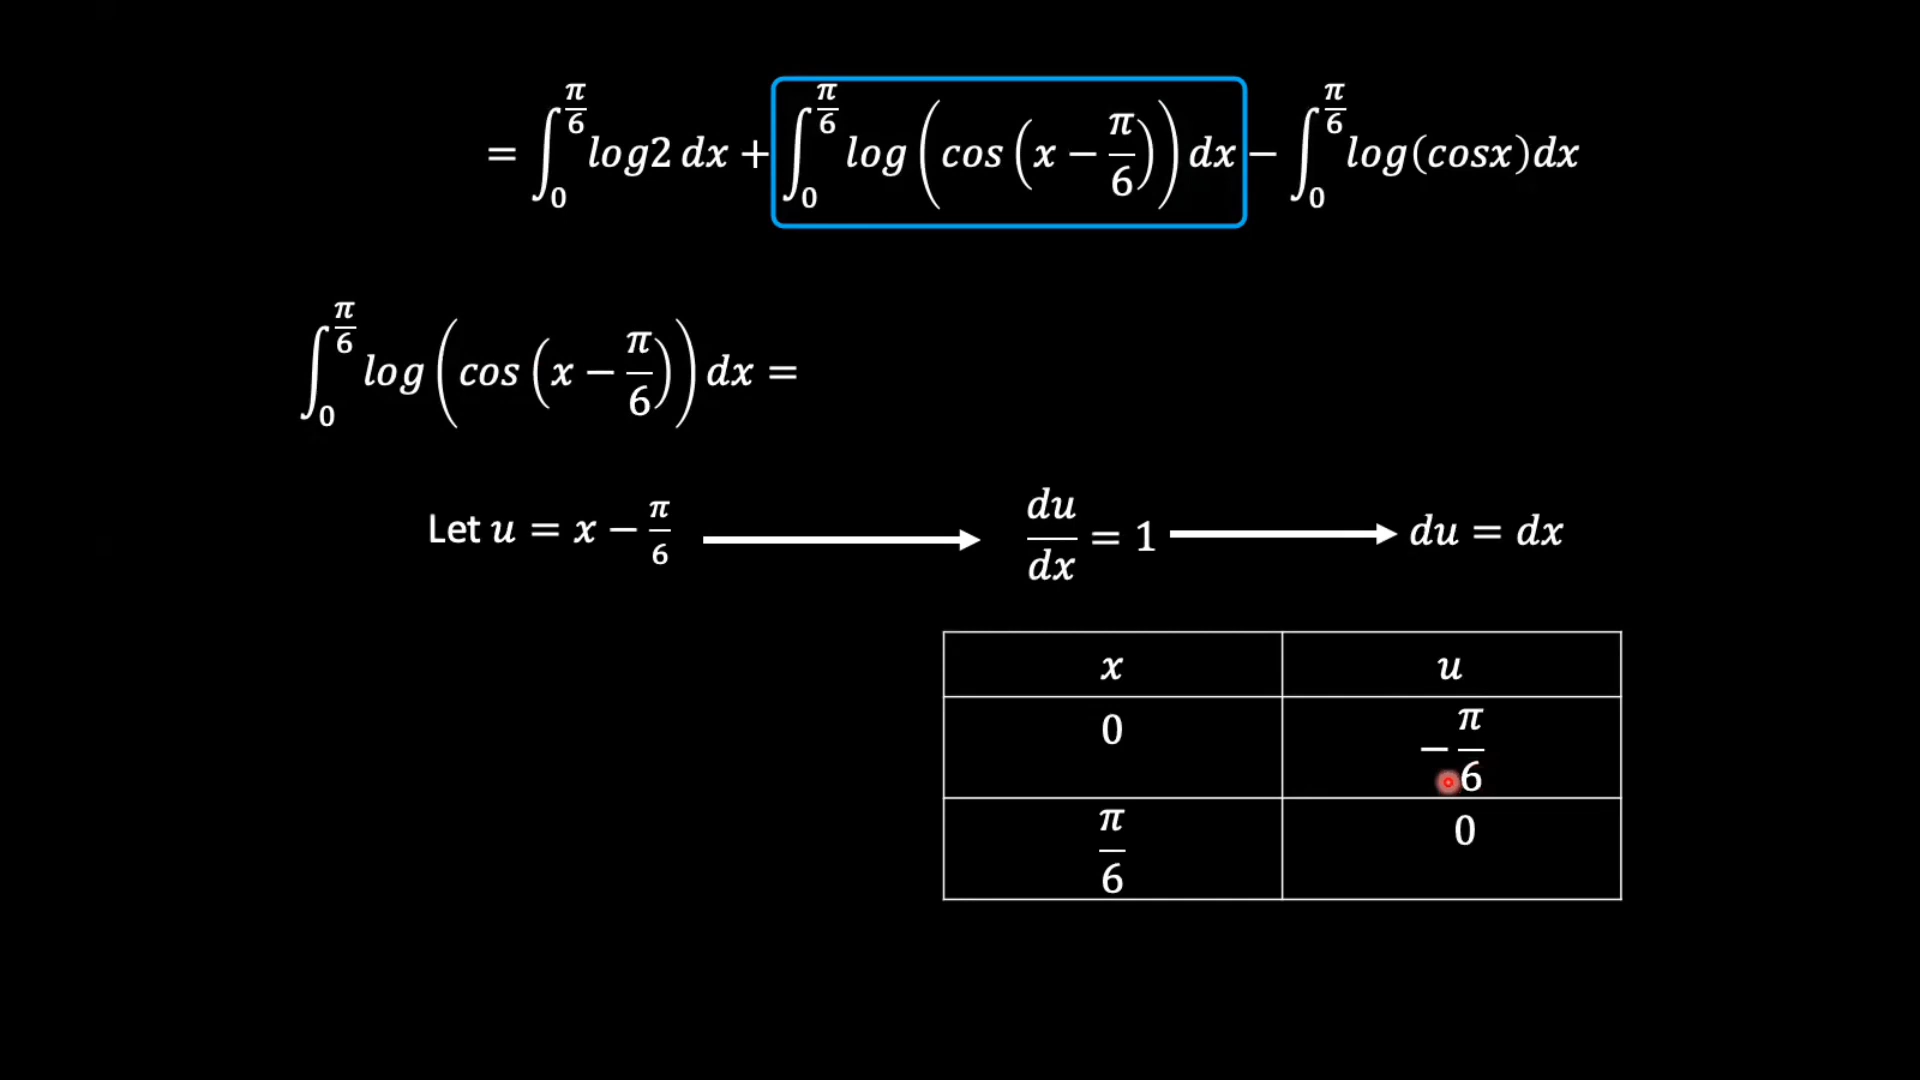 = ∫₀^(π/6) log2 dx + ∫₀^(π/6) log(cos(x − π/6)) dx − ∫₀^(π/6) log(cosx)dx
∫₀^(π/6) log(cos(x − π/6)) dx =
Let u = x − π/6 du/dx = 1 du = dx
x u
0 −π/6
π/6 0